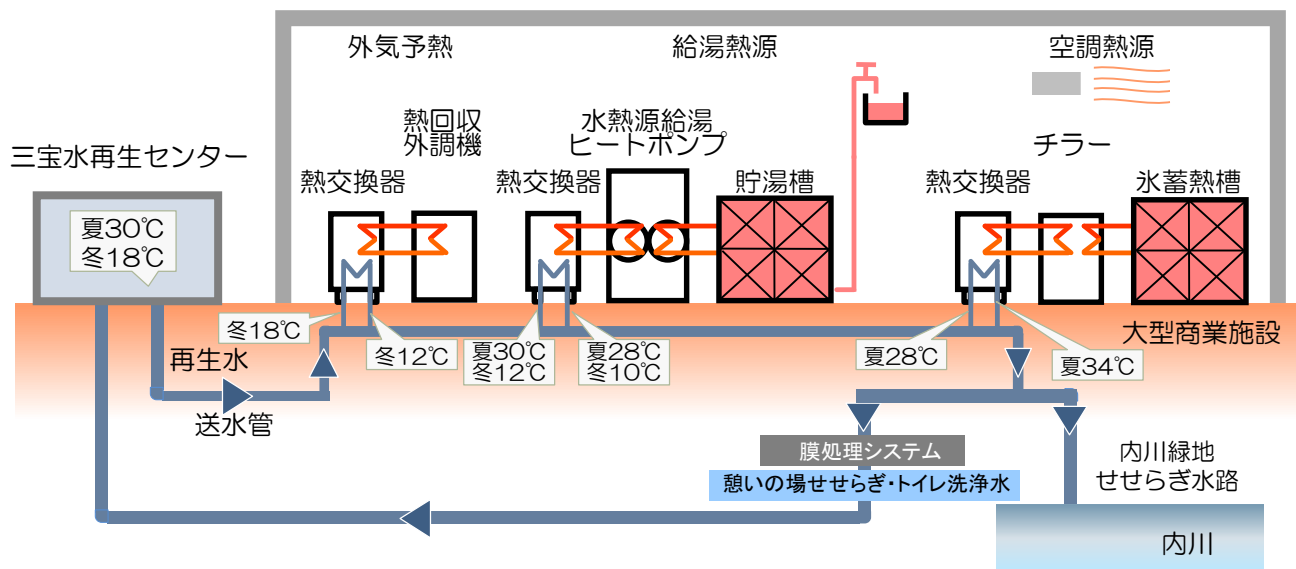 外気予熱
給湯熱源
空調熱源
熱回収
外調機
水熱源給湯
ヒートポンプ
チラー
三宝水再生センター
熱交換器
熱交換器
貯湯槽
熱交換器
氷蓄熱槽
夏30℃
冬18℃
冬18℃
冬12℃
夏30℃
冬12℃
夏28℃
冬10℃
夏28℃
夏34℃
大型商業施設
再生水
送水管
膜処理システム
憩いの場せせらぎ・トイレ洗浄水
内川緑地
せせらぎ水路
内川